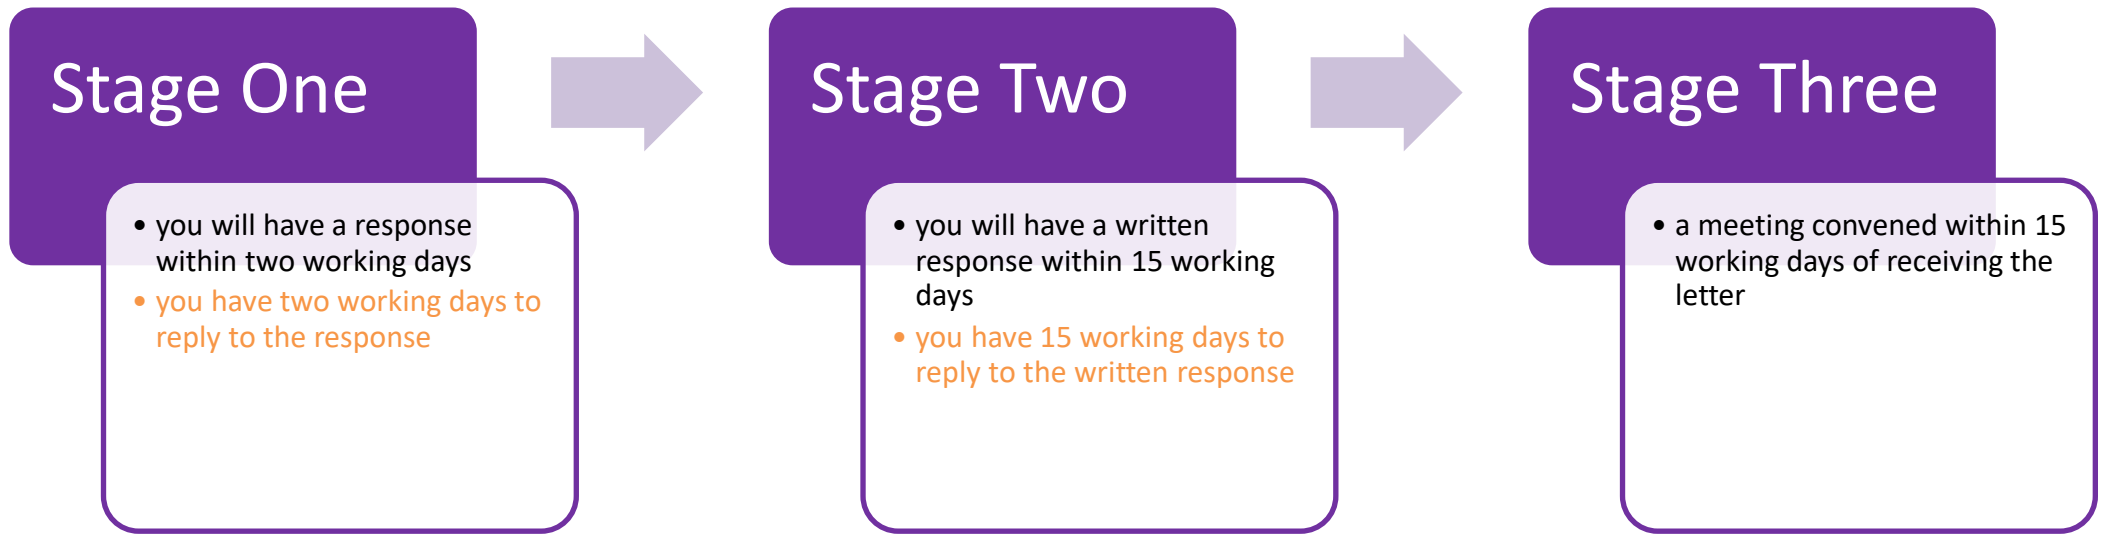 Stage One
• you will have a response
within two working days
• you have two working days to
reply to the response
Stage Two
• you will have a written
response within 15 working
days
• you have 15 working days to
reply to the written response
Stage Three
• a meeting convened within 15
working days of receiving the
letter